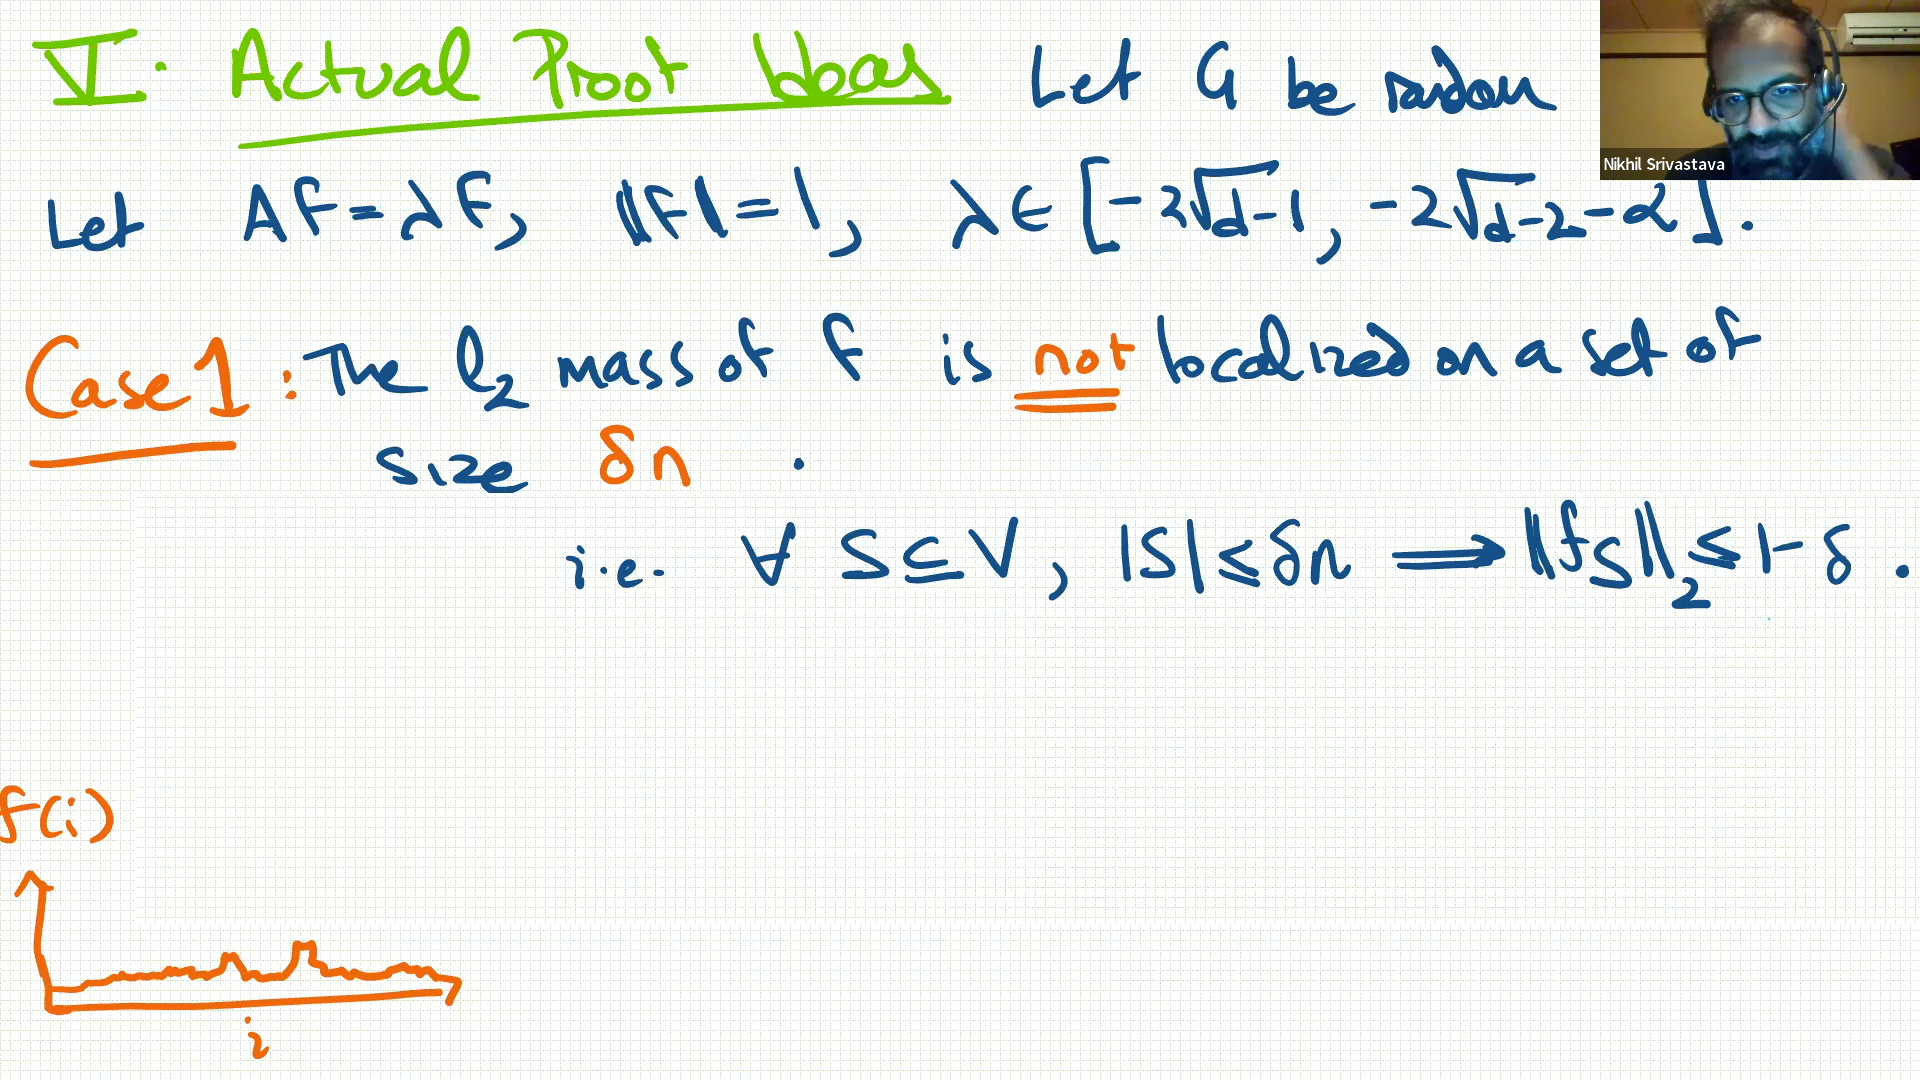 V. Actual Proof Ideas Let G be random
Nikhil Srivastava
Let Af=λf, ‖f‖=1, λ∈[-2√d-1, -2√d-2-α].
Case 1: The l₂ mass of f is not localized on a set of
size δn.
i.e. ∀ S⊆V, |S|≤δn ⟹ ‖f_S‖₂≤1-δ.
f(i)
i